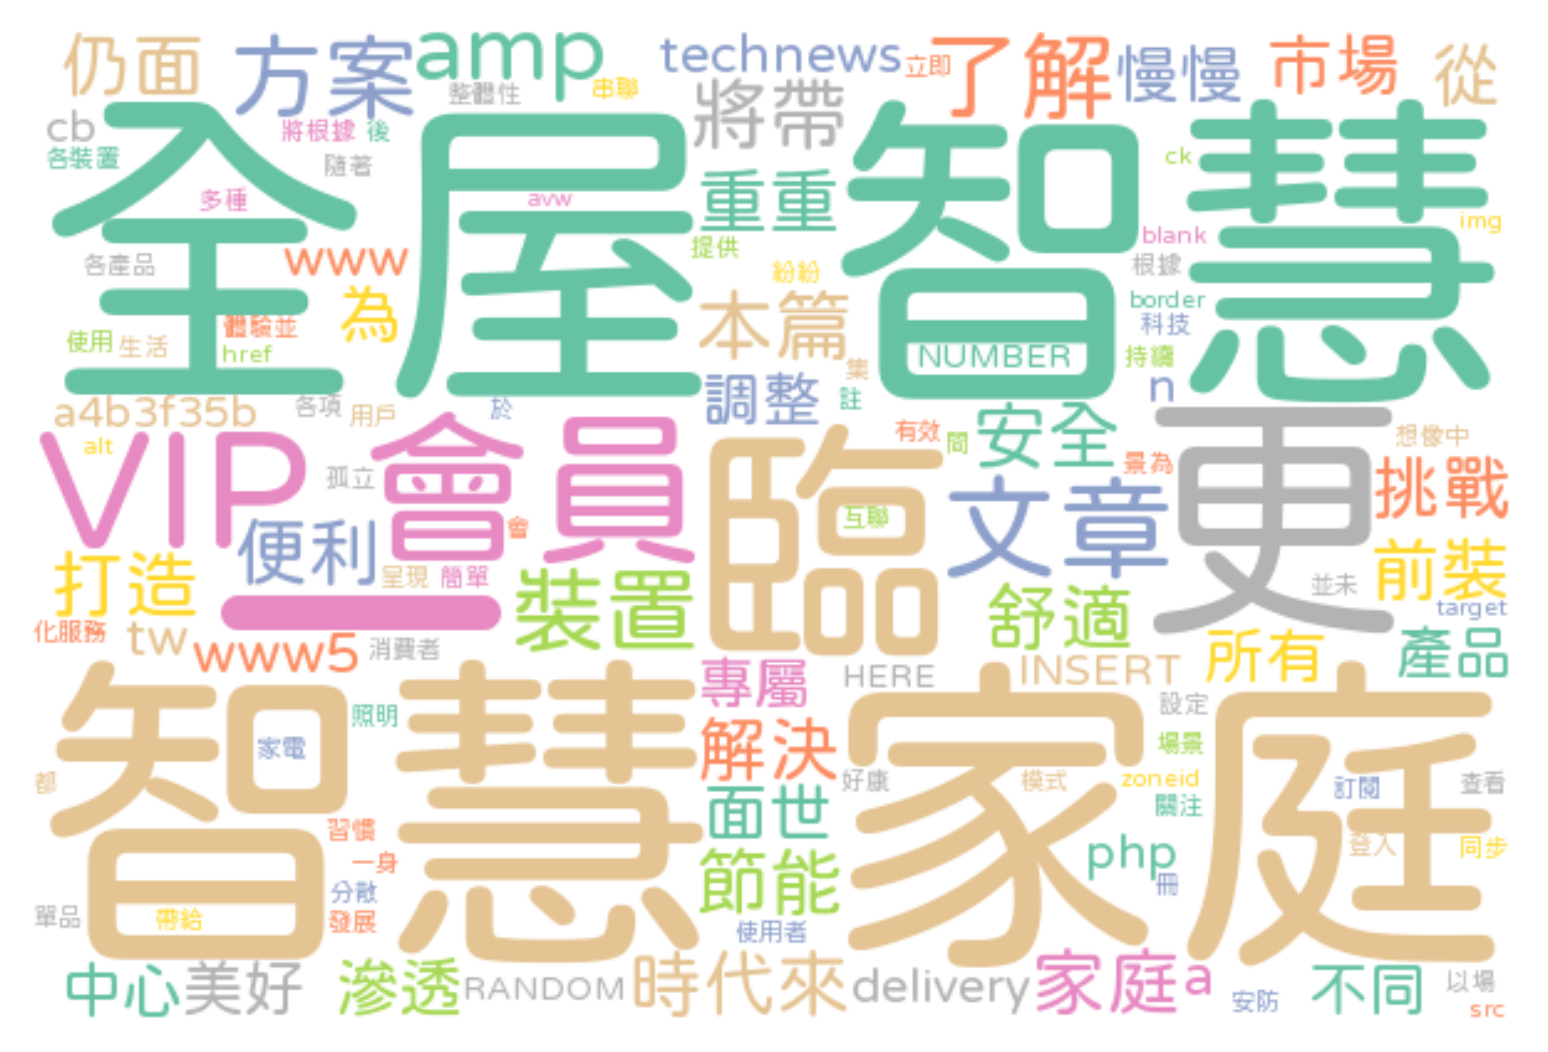 仍面 方案 amp technews 立即 了解 慢慢 市場 從
整體性 串聯 將帶
cb 將根據 後
各裝置 隨著 ck
全屋 智慧
多種 avw 重重 img
www 提供 blank
各產品 紛紛 根據
為 本篇 border
體驗並 科技
使用 生活 href NUMBER 持續
調整 集 註 n
a4b3f35b 各項 用戶 於
VIP 會員 臨 有效 間 安全 更 想像中
alt 孤立 景為 挑戰
便利 會 互聯 文章
打造 呈現 簡單 裝置 舒適 並未 前裝
一 target
化服務 tw www5 消費者 所有 產品
專屬 HERE INSERT
智慧 家庭
照明 解決 設定
家電 場景
都 好康 模式 zoneid 訂閱 查看
面世 關注
習慣 php 登入 同步
一身 節能 冊
分散
單品 帶給 發展 使用者
中心 美好 滲透 RANDOM 時代來 delivery 家庭 a 安防 不同 以場
src